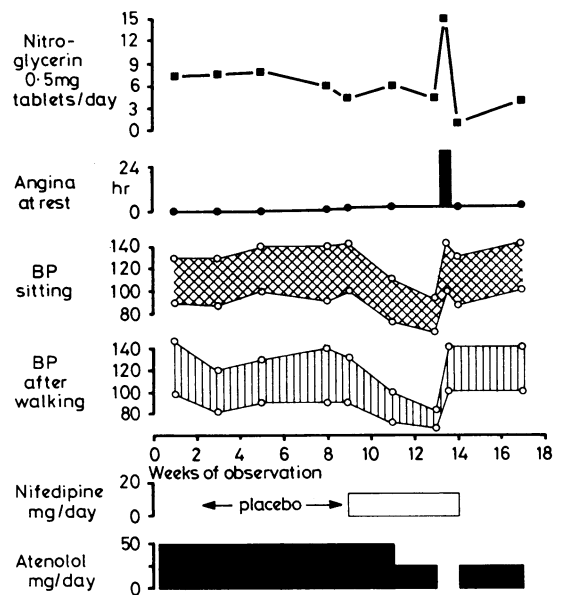 Nitro-
glycerin
0·5mg
tablets/day
15
12
9
6
3
0
Angina
at rest
24
hr
0
BP
sitting
140
120
100
80
BP
after
walking
140
120
100
80
0 2 4 6 8 10 12 14 16 18
Weeks of observation
Nifedipine
mg/day
20
0
placebo
Atenolol
mg/day
50
0